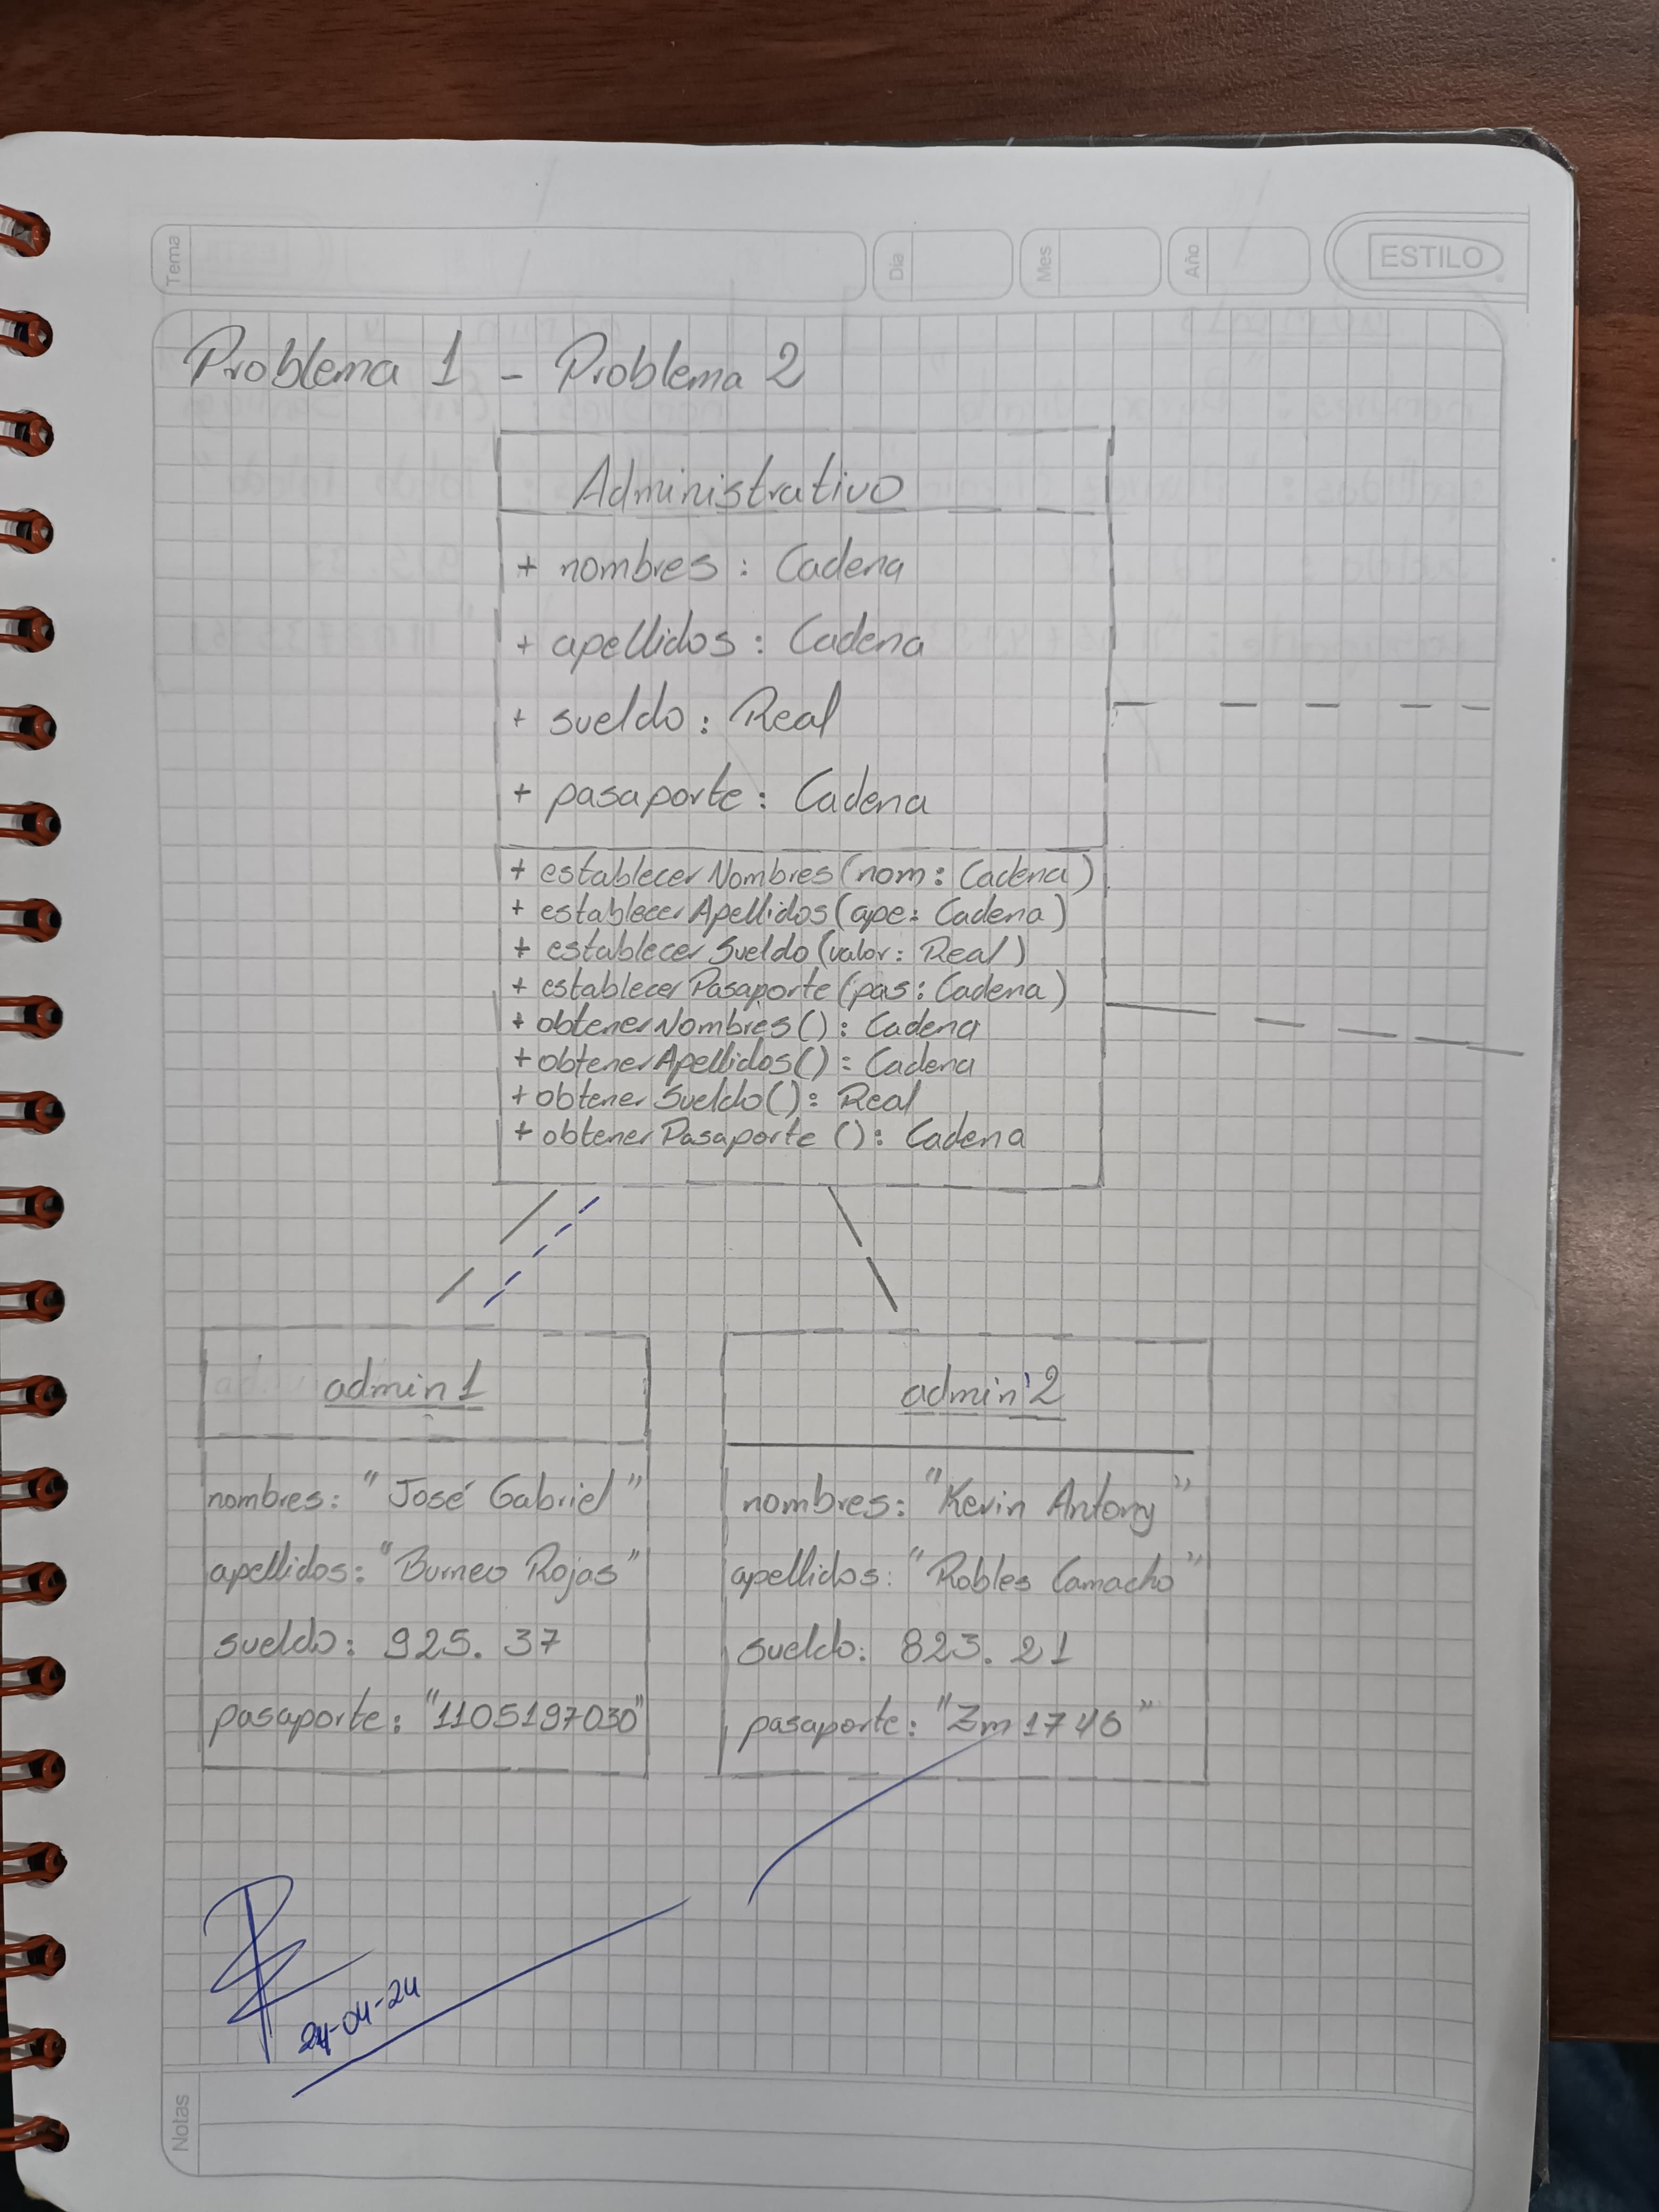 Tema
Día
Mes
Año
ESTILO
Problema 1 - Problema 2
Administrativo
+ nombres : Cadena
+ apellidos : Cadena
+ sueldo : Real
+ pasaporte : Cadena
+ establecerNombres(nom : Cadena)
+ establecerApellidos(ape : Cadena)
+ establecerSueldo(valor : Real)
+ establecerPasaporte(pas : Cadena)
+ obtenerNombres() : Cadena
+ obtenerApellidos() : Cadena
+ obtenerSueldo() : Real
+ obtenerPasaporte() : Cadena
admin1
nombres: "José Gabriel"
apellidos: "Burneo Rojas"
sueldo: 925.37
pasaporte: "1105197030"
admin2
nombres: "Kevin Antony"
apellidos: "Robles Camacho"
sueldo: 823.21
pasaporte: "Zm1746"
24-04-24
Notas